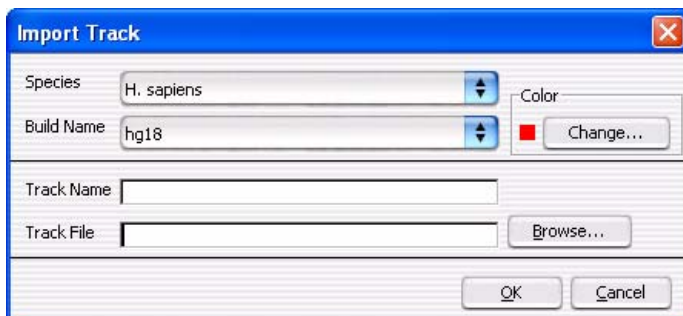 Import Track
Species H. sapiens
Color
Build Name hg18
Change...
Track Name
Track File
Browse...
OK Cancel